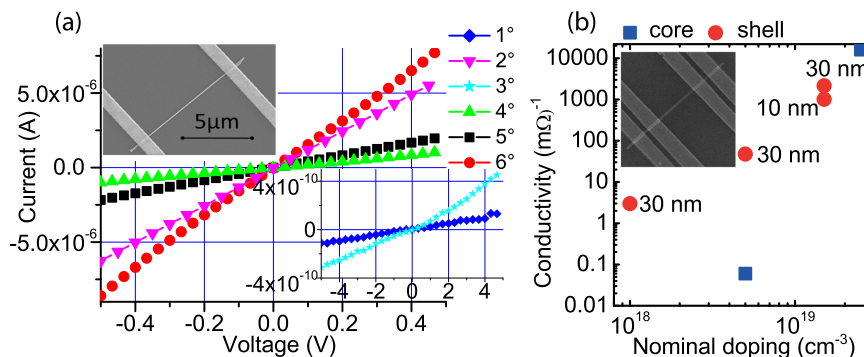 (a)
Current (A)
5.0x10⁻⁶
0.0
-5.0x10⁻⁶
-0.4 -0.2 0.0 0.2 0.4
Voltage (V)
5μm
1°
2°
3°
4°
5°
6°
4x10⁻¹⁰
0
-4x10⁻¹⁰
-4 -2 0 2 4
(b)
core shell
Conductivity (mΩ)⁻¹
10000
1000
100
10
1
0.1
0.01
30 nm
10 nm
30 nm
30 nm
10¹⁸ 10¹⁹
Nominal doping (cm⁻³)